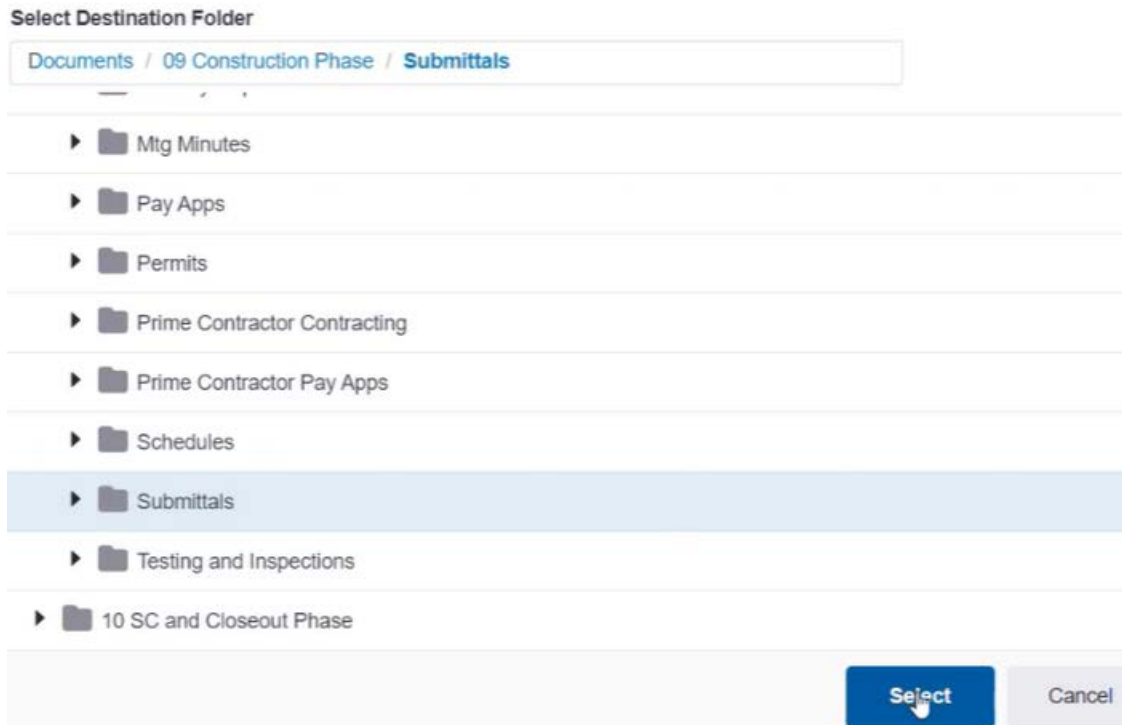 Select Destination Folder
Documents / 09 Construction Phase / Submittals
Mtg Minutes
Pay Apps
Permits
Prime Contractor Contracting
Prime Contractor Pay Apps
Schedules
Submittals
Testing and Inspections
10 SC and Closeout Phase
Select Cancel